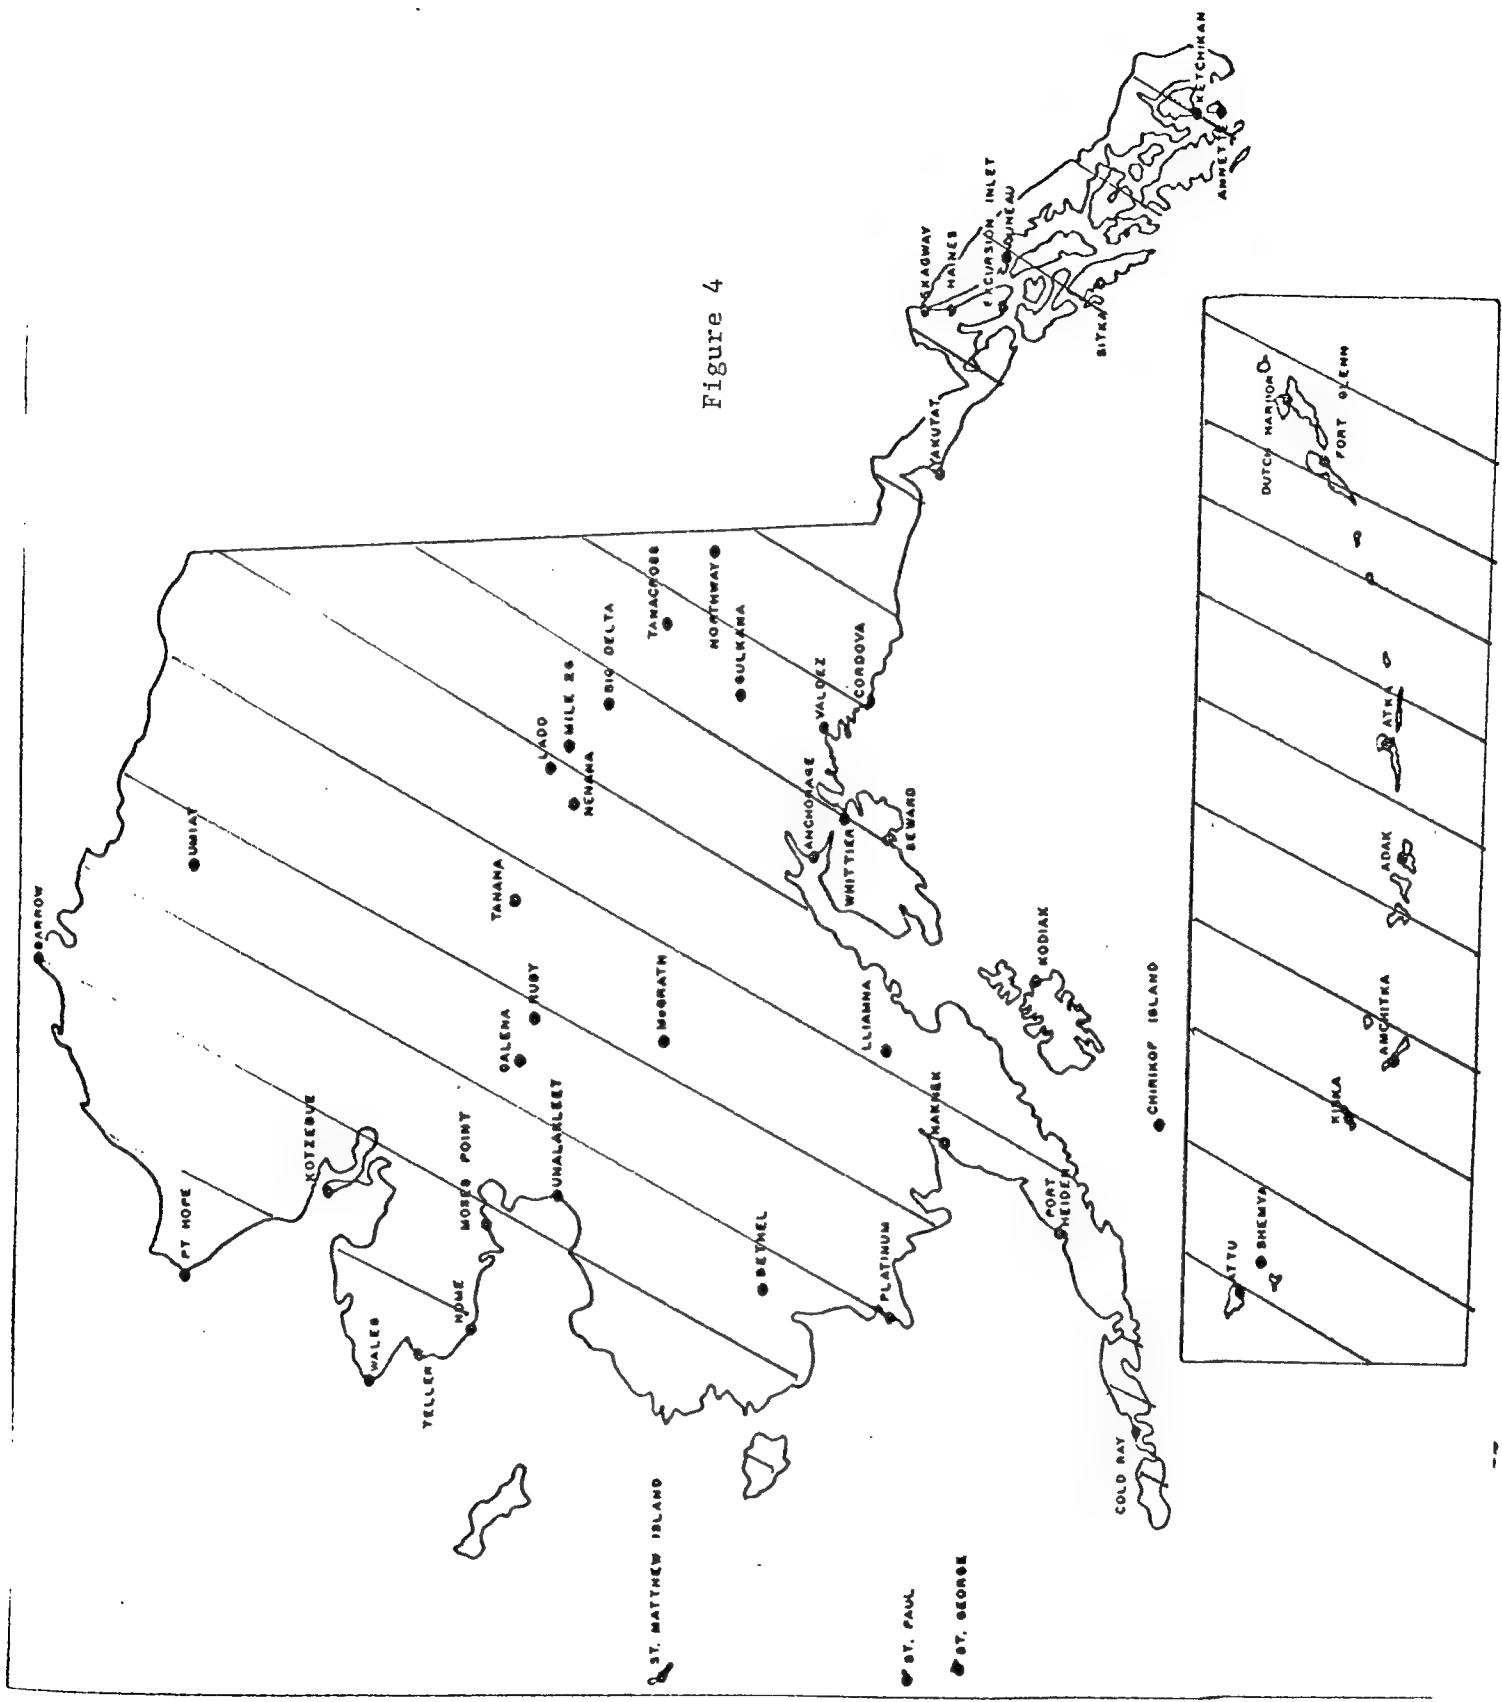 Figure 4
BARROW
UMIAT
PT HOPE
KOTZEBUE
WALES
TELLER
NOME
MOSES POINT
UNALAKLEET
GALENA
RUBY
TANANA
LADD
MILE 26
NENANA
BIG DELTA
TANACROSS
NORTHWAY
GULKANA
McGRATH
BETHEL
PLATINUM
LLIAMNA
NAKNEK
PORT
HEIDEN
ANCHORAGE
WHITTIER
SEWARD
VALDEZ
CORDOVA
YAKUTAT
SKAGWAY
HAINES
EXCURSION INLET
JUNEAU
SITKA
KETCHIKAN
ANNETTE
KODIAK
CHIRIKOF ISLAND
COLD BAY
ST. MATTHEW ISLAND
ST. PAUL
ST. GEORGE
ATTU
SHEMYA
KISKA
AMCHITKA
ADAK
ATKA
DUTCH HARBOR
FORT GLENN